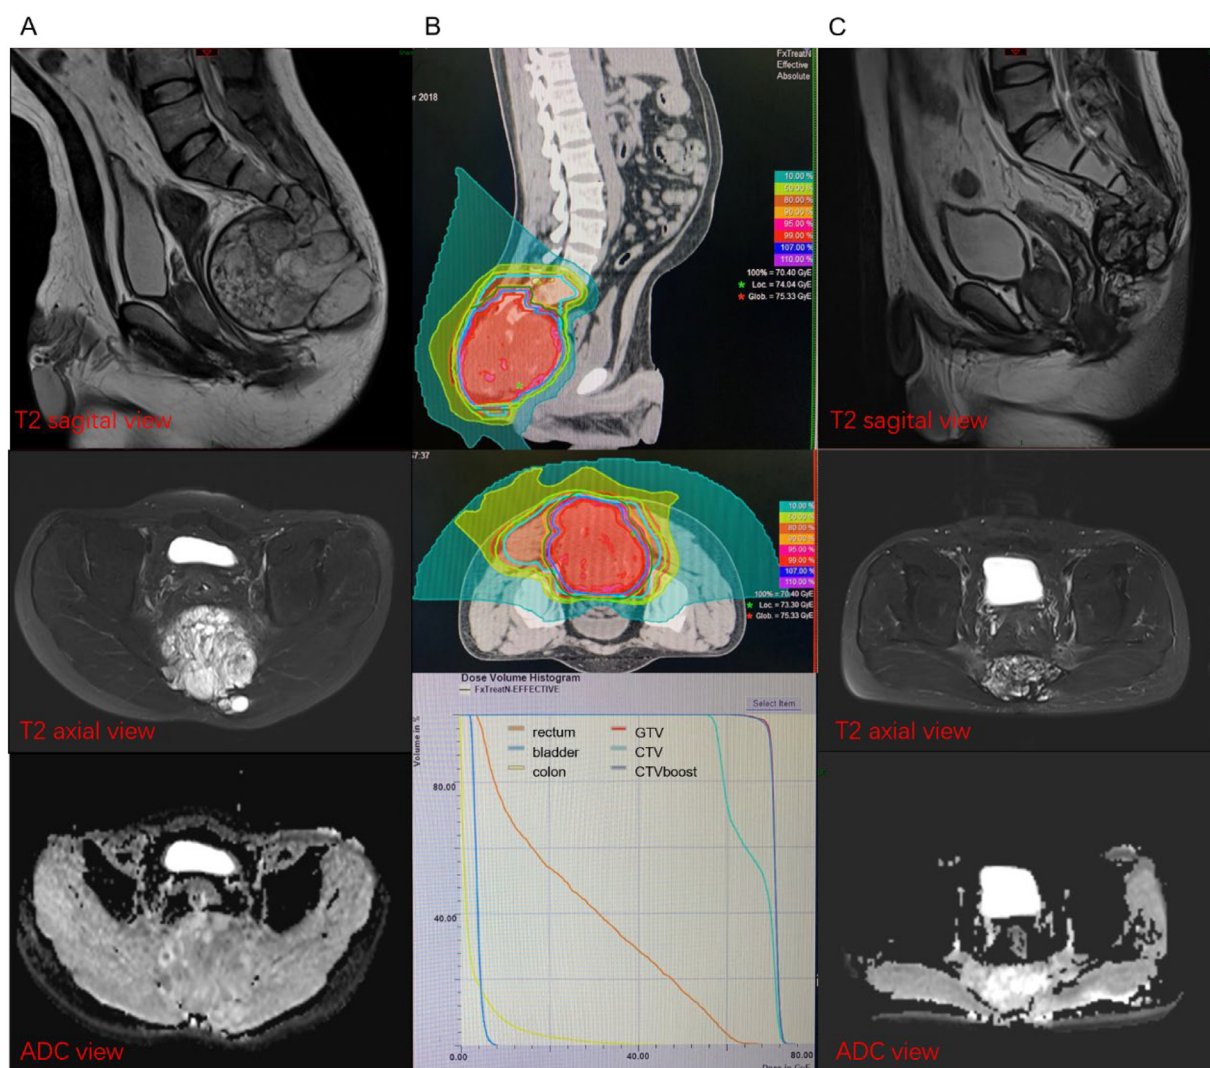 A
B
C
FxTreatN
Effective
Absolute
r 2018
10.00 %
50.00 %
80.00 %
90.00 %
95.00 %
99.00 %
107.00 %
110.00 %
100% = 70.40 GyE
Loc. = 74.04 GyE
Glob. = 75.33 GyE
T2 sagital view
T2 sagital view
57:37
10.00 %
50.00 %
80.00 %
90.00 %
95.00 %
99.00 %
107.00 %
110.00 %
100% = 70.40 GyE
Loc. = 73.30 GyE
Glob. = 75.33 GyE
T2 axial view
T2 axial view
Dose Volume Histogram
FxTreatN-EFFECTIVE
Select Item
Volume in %
rectum
GTV
bladder
CTV
colon
CTVboost
80.00
40.00
0.00
40.00
80.00
Dose in GyE
ADC view
ADC view